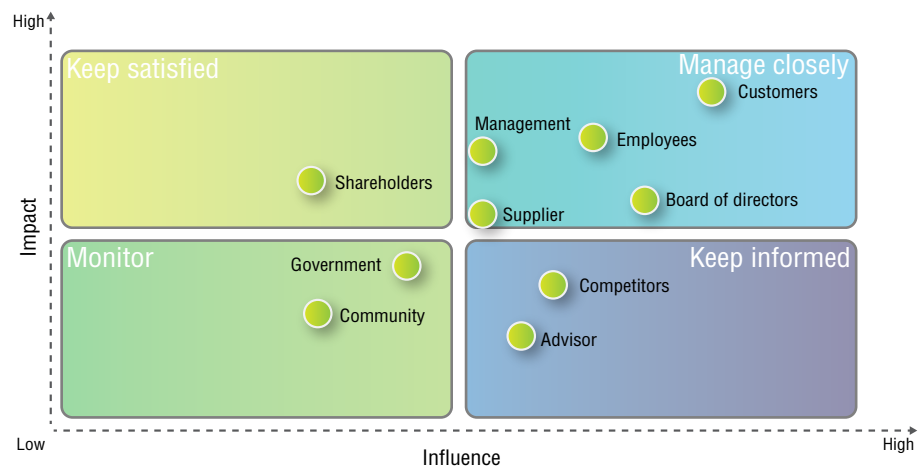 High
Keep satisfied
Manage closely
Customers
Management
Employees
Shareholders
Board of directors
Supplier
Impact
Monitor
Keep informed
Government
Competitors
Community
Advisor
Low
High
Influence